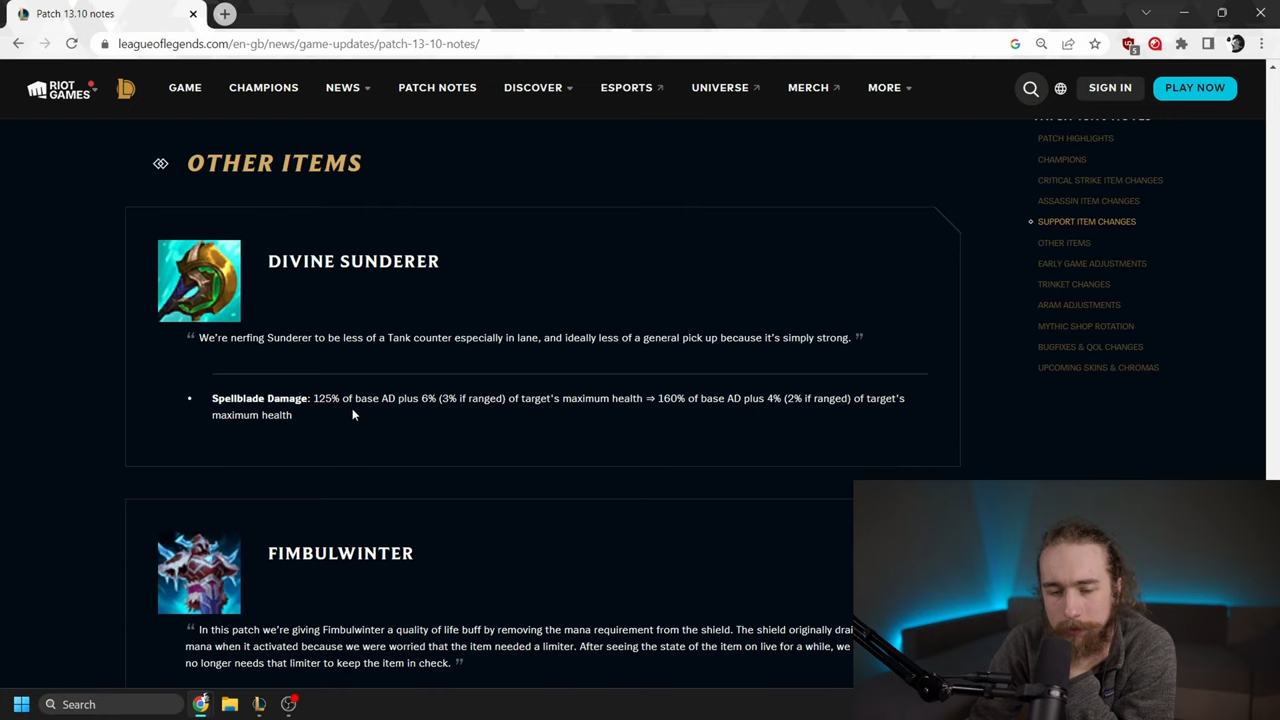 Patch 13.10 notes
leagueoflegends.com/en-gb/news/game-updates/patch-13-10-notes/
5
RIOT GAMES
GAME
CHAMPIONS
NEWS
PATCH NOTES
DISCOVER
ESPORTS
UNIVERSE
MERCH
MORE
SIGN IN
PLAY NOW
OTHER ITEMS
DIVINE SUNDERER
“ We're nerfing Sunderer to be less of a Tank counter especially in lane, and ideally less of a general pick up because it's simply strong. ”
• Spellblade Damage: 125% of base AD plus 6% (3% if ranged) of target's maximum health ⇒ 160% of base AD plus 4% (2% if ranged) of target's
maximum health
FIMBULWINTER
“ In this patch we're giving Fimbulwinter a quality of life buff by removing the mana requirement from the shield. The shield originally
mana when it activated because we were worried that the item needed a limiter. After seeing the state of the item on live for a while, we
no longer needs that limiter to keep the item in check. ”
PATCH HIGHLIGHTS
CHAMPIONS
CRITICAL STRIKE ITEM CHANGES
ASSASSIN ITEM CHANGES
SUPPORT ITEM CHANGES
OTHER ITEMS
EARLY GAME ADJUSTMENTS
TRINKET CHANGES
ARAM ADJUSTMENTS
MYTHIC SHOP ROTATION
BUGFIXES & QOL CHANGES
UPCOMING SKINS & CHROMAS
Search